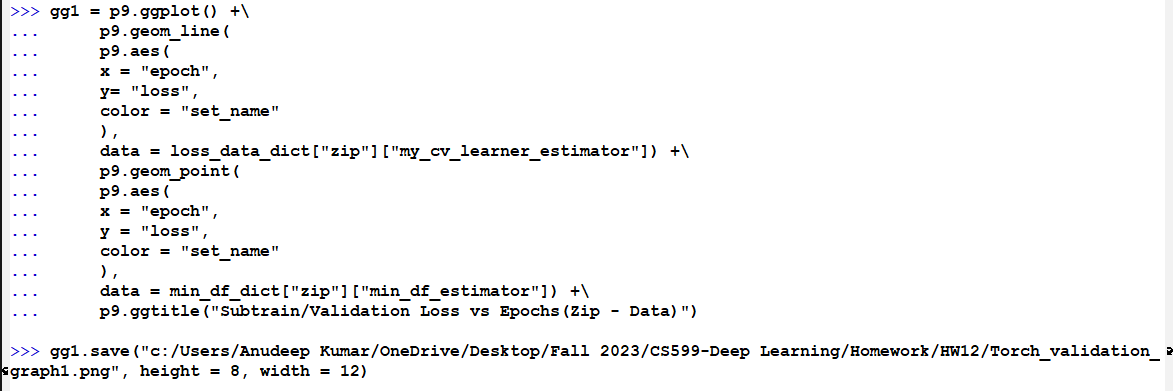 >>> gg1 = p9.ggplot() +\
...      p9.geom_line(
...      p9.aes(
...      x = "epoch",
...      y= "loss",
...      color = "set_name"
...      ),
...      data = loss_data_dict["zip"]["my_cv_learner_estimator"]) +\
...      p9.geom_point(
...      p9.aes(
...      x = "epoch",
...      y = "loss",
...      color = "set_name"
...      ),
...      data = min_df_dict["zip"]["min_df_estimator"]) +\
...      p9.ggtitle("Subtrain/Validation Loss vs Epochs(Zip - Data)")
>>> gg1.save("c:/Users/Anudeep Kumar/OneDrive/Desktop/Fall 2023/CS599-Deep Learning/Homework/HW12/Torch_validation_
graph1.png", height = 8, width = 12)